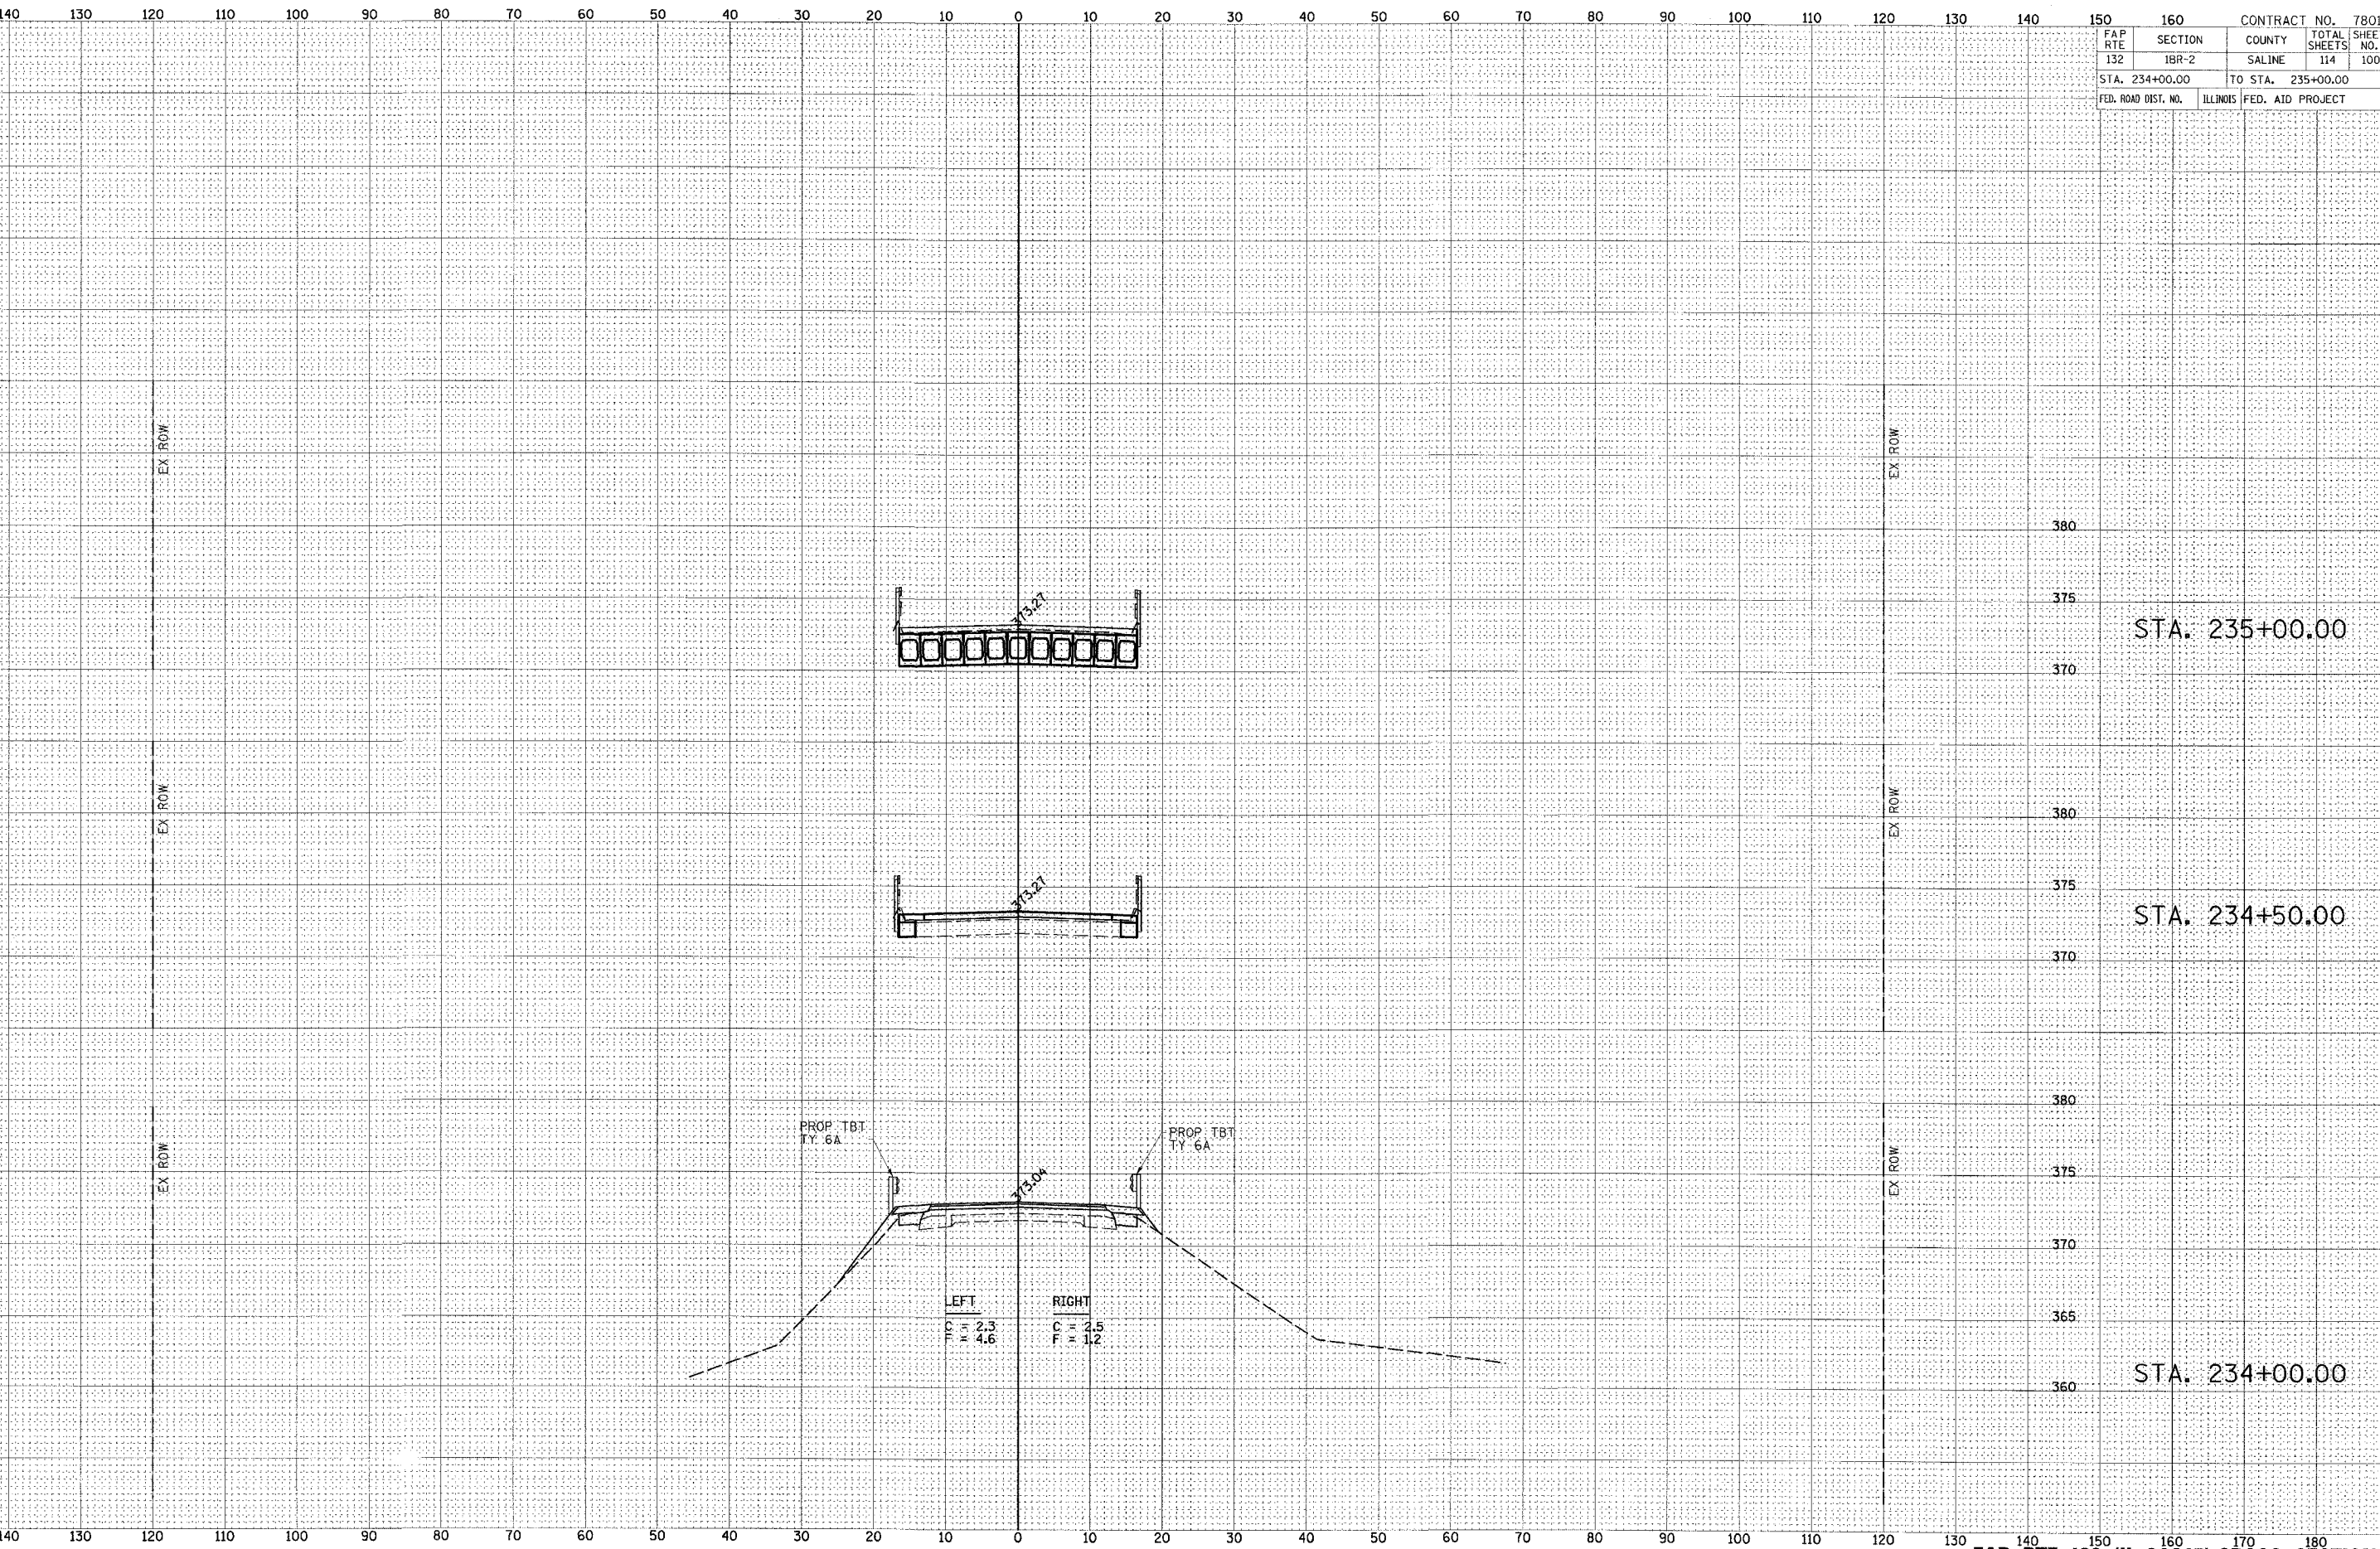 140 130 120 110 100 90 80 70 60 50 40 30 20 10 0 10 20 30 40 50 60 70 80 90 100 110 120 130 140 150 160 CONTRACT NO. 7801
FAP RTE SECTION COUNTY TOTAL SHEETS SHEE NO.
132 1BR-2 SALINE 114 100
STA. 234+00.00 TO STA. 235+00.00
FED. ROAD DIST. NO. ILLINOIS FED. AID PROJECT
EX ROW
EX ROW
380
375
373.27
STA. 235+00.00
370
EX ROW
EX ROW
380
375
373.27
STA. 234+50.00
370
380
PROP TBT
TY 6A
PROP TBT
TY 6A
EX ROW
EX ROW
375
373.04
370
LEFT
C = 2.3
F = 4.6
RIGHT
C = 2.5
F = 1.2
365
STA. 234+00.00
360
140 130 120 110 100 90 80 70 60 50 40 30 20 10 0 10 20 30 40 50 60 70 80 90 100 110 120 130 140 150 160 170 180